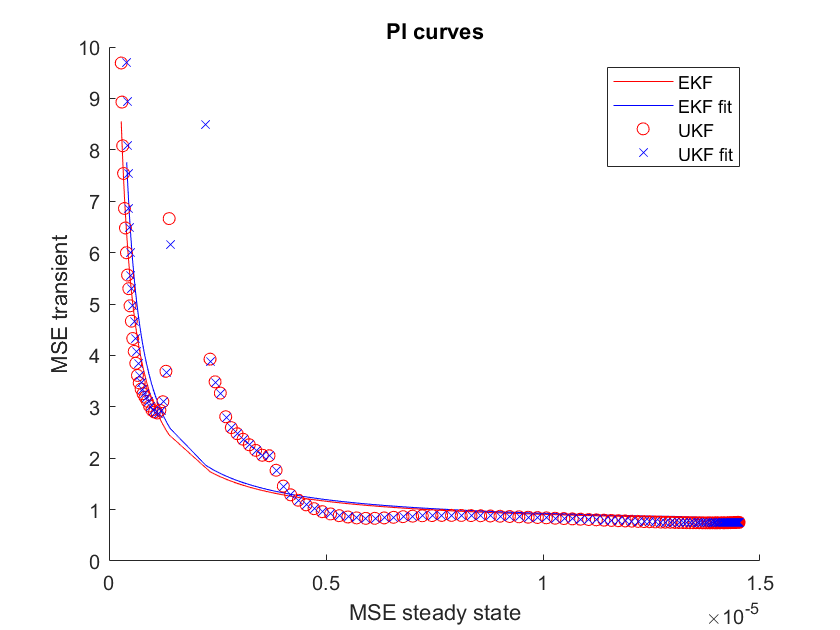 PI curves
EKF
EKF fit
UKF
UKF fit
MSE transient
10
9
8
7
6
5
4
3
2
1
0
0 0.5 1 1.5
MSE steady state
×10⁻⁵